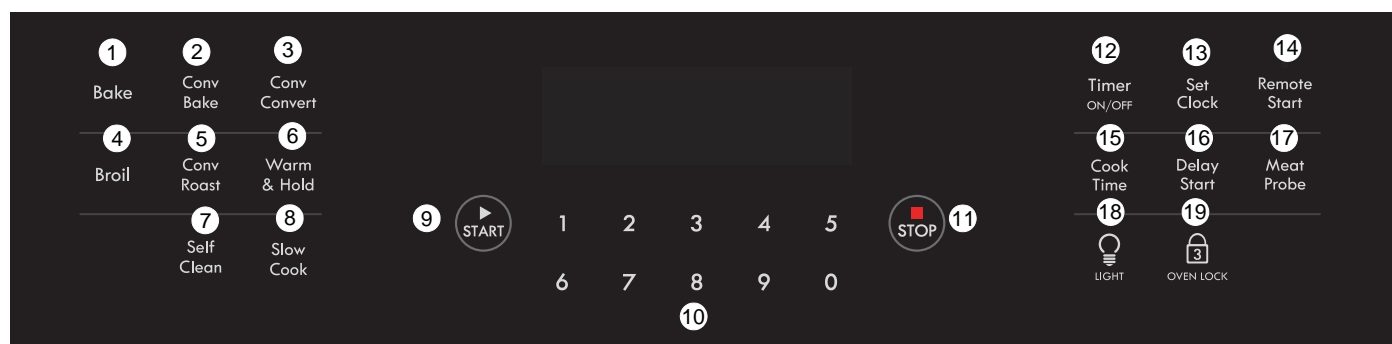 1 2 3
Bake
Conv
Bake
Conv
Convert
4 5 6
Broil
Conv
Roast
Warm
& Hold
7 8
Self
Clean
Slow
Cook
9
START
1 2 3 4 5
6 7 8 9 0
10
STOP
11
12 13 14
Timer
ON/OFF
Set
Clock
Remote
Start
15 16 17
Cook
Time
Delay
Start
Meat
Probe
18 19
3
LIGHT
OVEN LOCK